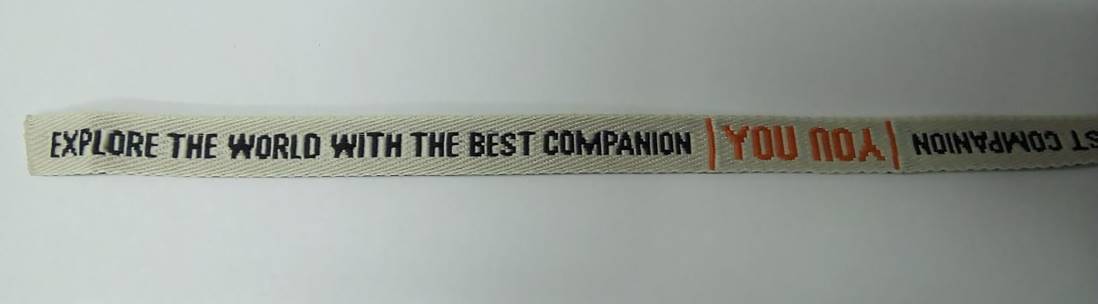 EXPLORE THE WORLD WITH THE BEST COMPANION | YOU YOU | COMPANION